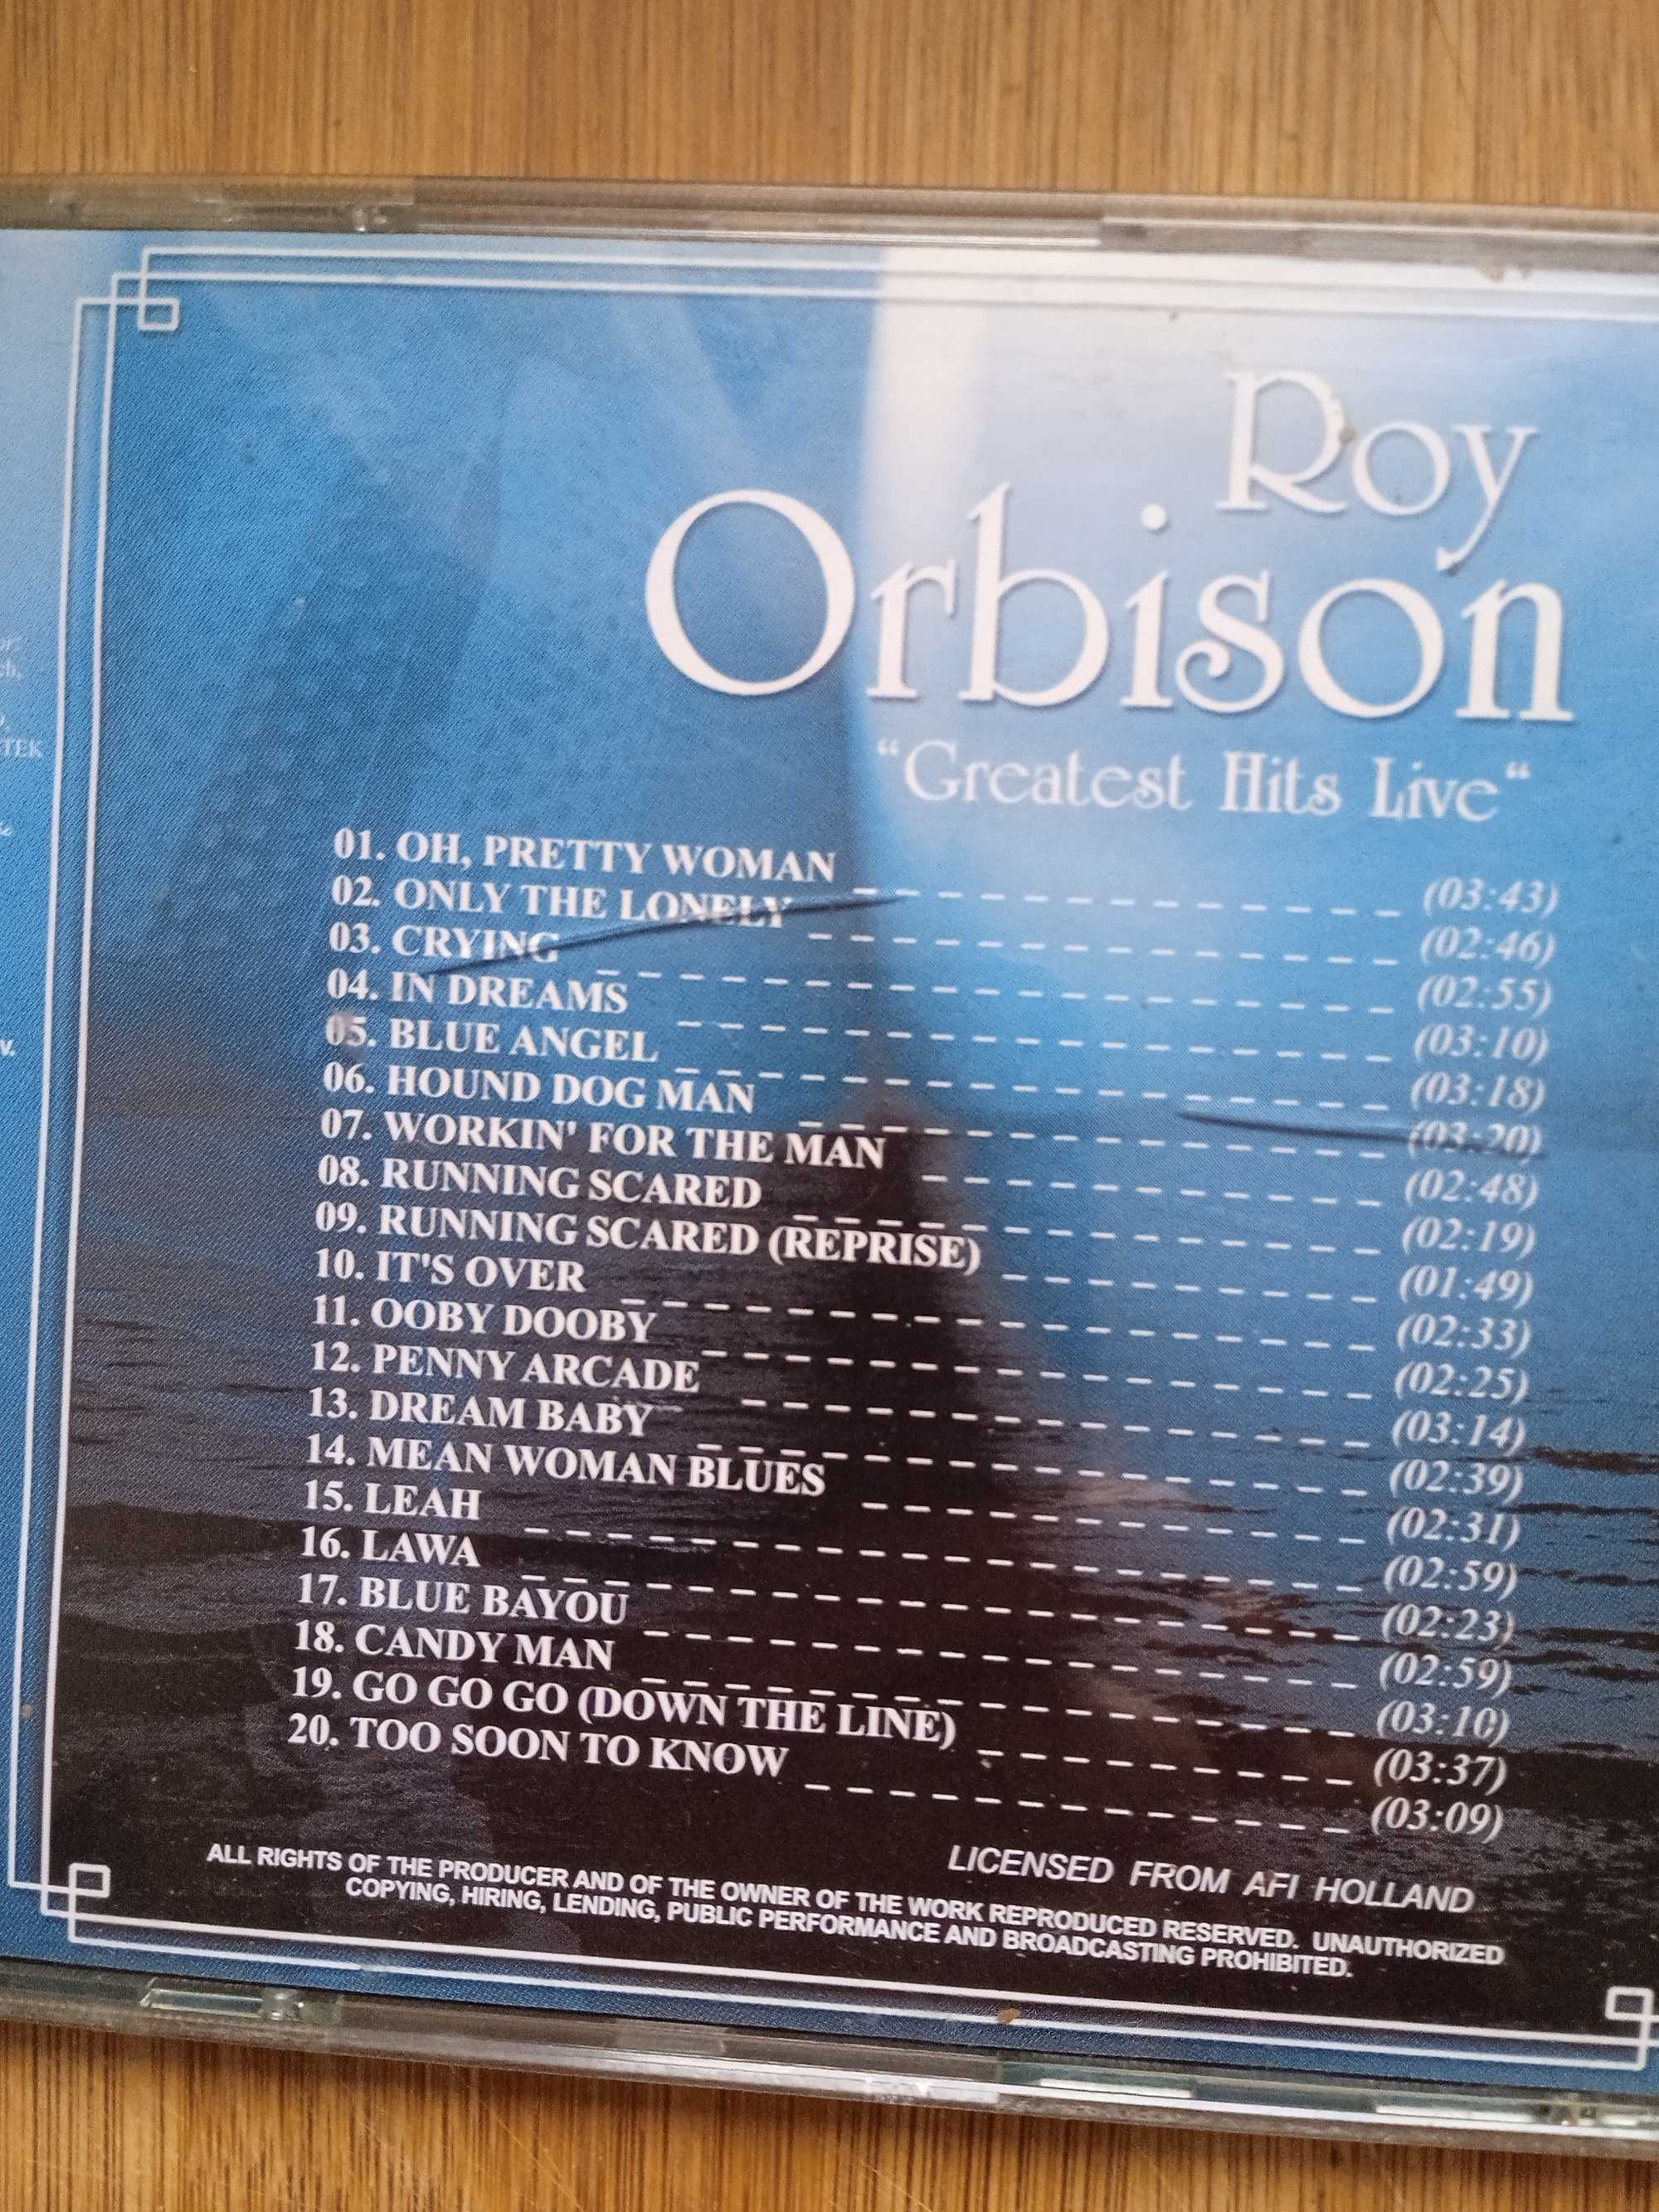 Roy
Orbison
"Greatest Hits Live"
01. OH, PRETTY WOMAN (03:43)
02. ONLY THE LONELY (02:46)
03. CRYING (02:55)
04. IN DREAMS (03:10)
05. BLUE ANGEL (03:18)
06. HOUND DOG MAN (03:20)
07. WORKIN' FOR THE MAN (02:48)
08. RUNNING SCARED (02:19)
09. RUNNING SCARED (REPRISE) (01:49)
10. IT'S OVER (02:33)
11. OOBY DOOBY (02:25)
12. PENNY ARCADE (03:14)
13. DREAM BABY (02:39)
14. MEAN WOMAN BLUES (02:31)
15. LEAH (02:59)
16. LAWA (02:23)
17. BLUE BAYOU (02:59)
18. CANDY MAN (03:10)
19. GO GO GO (DOWN THE LINE) (03:37)
20. TOO SOON TO KNOW (03:09)
LICENSED FROM AFI HOLLAND
ALL RIGHTS OF THE PRODUCER AND OF THE OWNER OF THE WORK REPRODUCED RESERVED. UNAUTHORIZED
COPYING, HIRING, LENDING, PUBLIC PERFORMANCE AND BROADCASTING PROHIBITED.